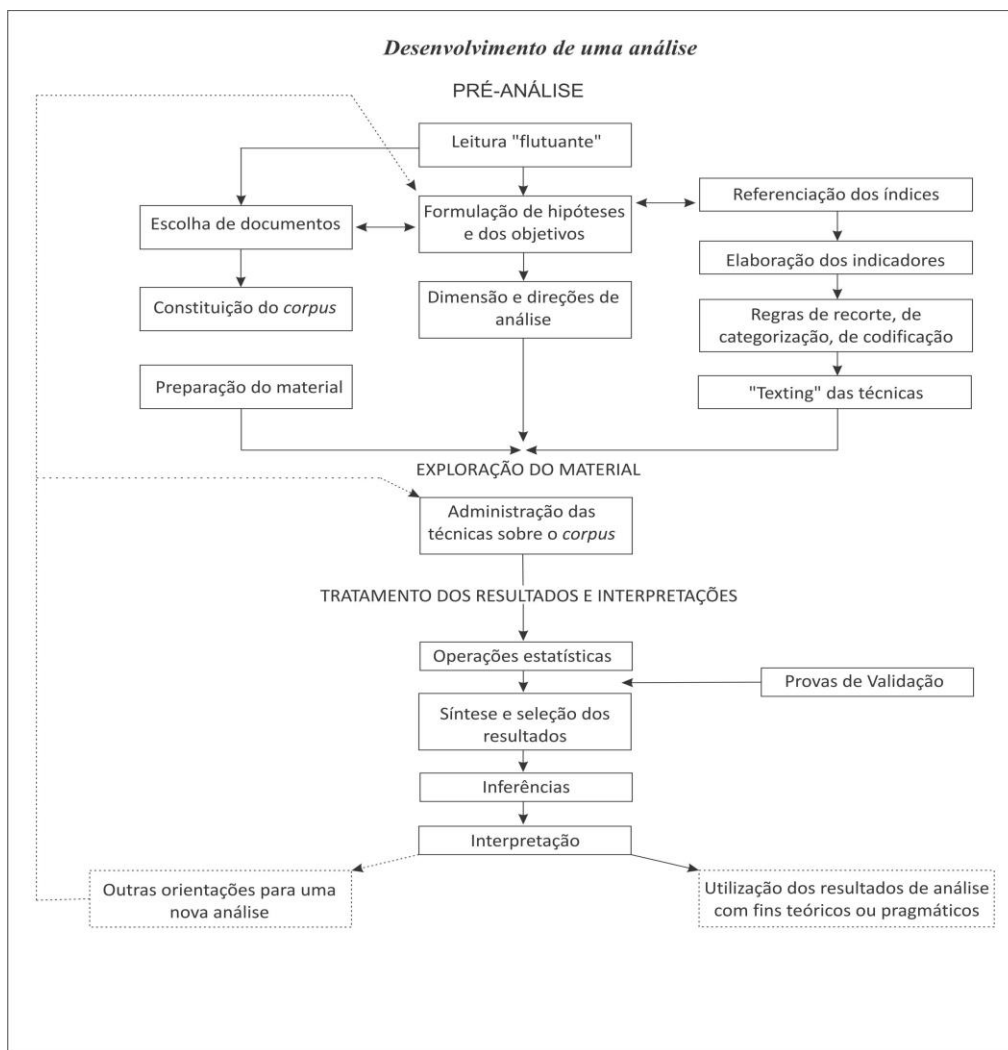 Desenvolvimento de uma análise
PRÉ-ANÁLISE
Leitura "flutuante"
Escolha de documentos
Formulação de hipóteses
e dos objetivos
Referenciação dos índices
Elaboração dos indicadores
Constituição do corpus
Dimensão e direções de
análise
Regras de recorte, de
categorização, de codificação
Preparação do material
"Texting" das técnicas
EXPLORAÇÃO DO MATERIAL
Administração das
técnicas sobre o corpus
TRATAMENTO DOS RESULTADOS E INTERPRETAÇÕES
Operações estatísticas
Provas de Validação
Síntese e seleção dos
resultados
Inferências
Interpretação
Outras orientações para uma
nova análise
Utilização dos resultados de análise
com fins teóricos ou pragmáticos